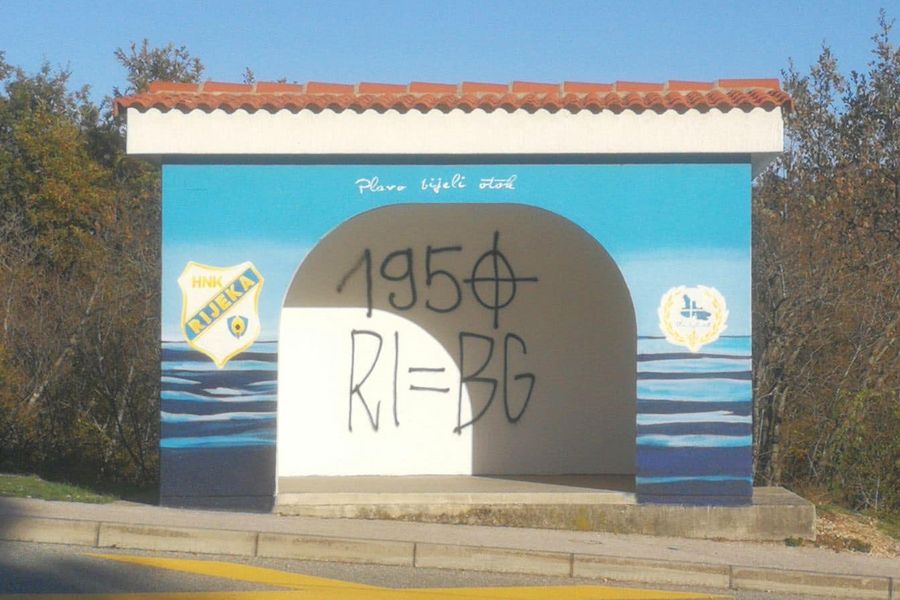 Plavo bijeli otok
HNK
RIJEKA
1950
RI=BG